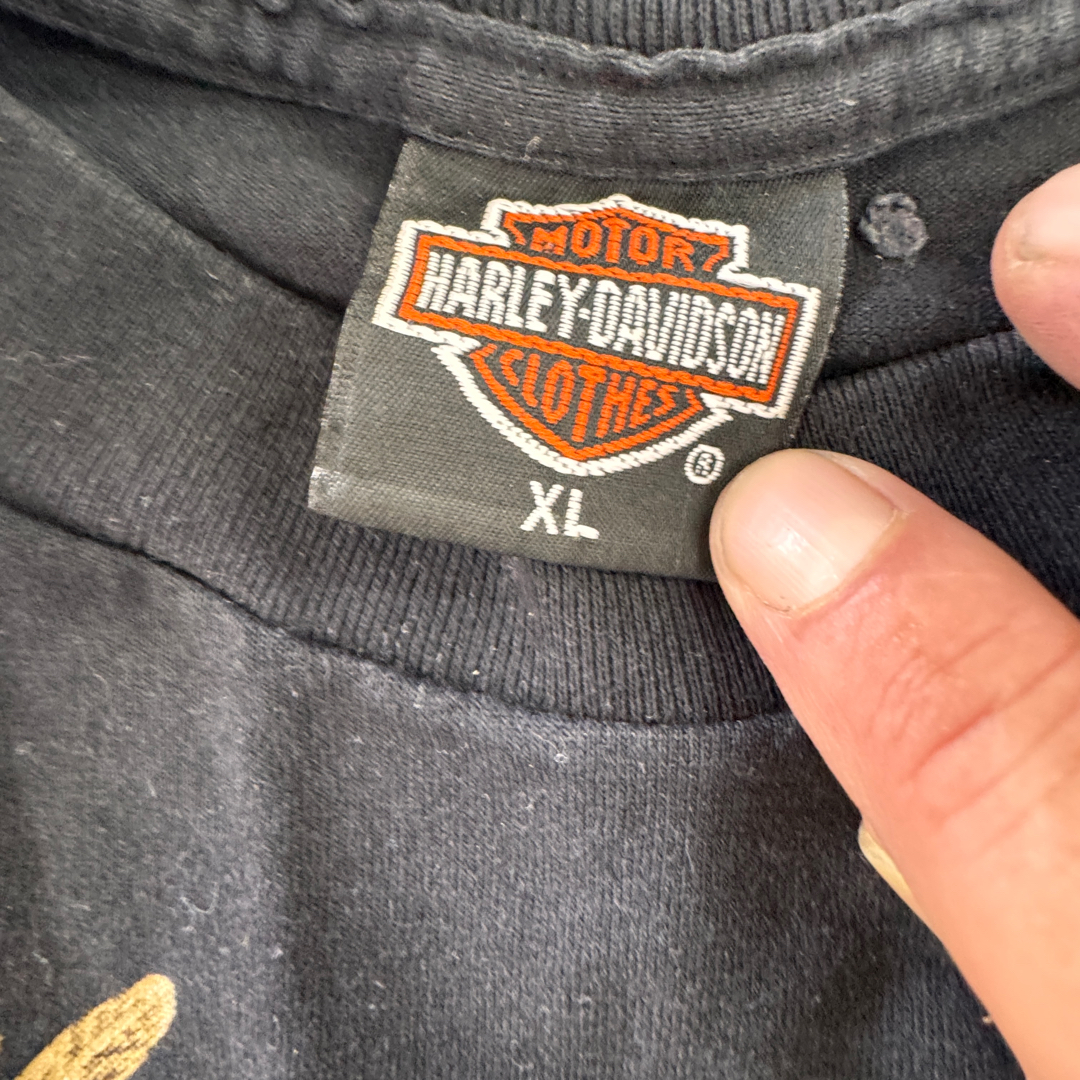 MOTOR
HARLEY-DAVIDSON
CLOTHES
®
XL